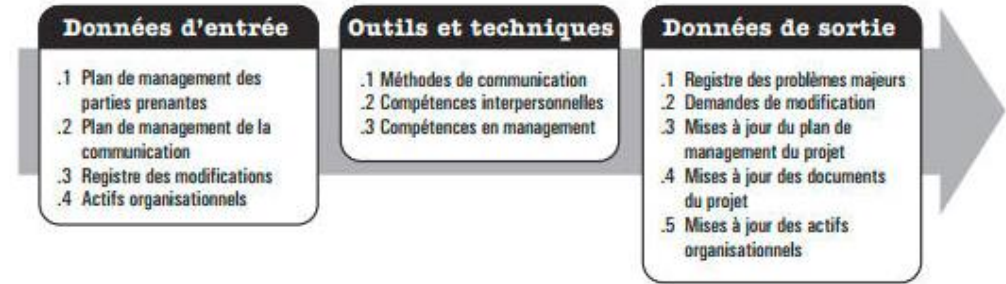 Données d'entrée
.1 Plan de management des
parties prenantes
.2 Plan de management de la
communication
.3 Registre des modifications
.4 Actifs organisationnels
Outils et techniques
.1 Méthodes de communication
.2 Compétences interpersonnelles
.3 Compétences en management
Données de sortie
.1 Registre des problèmes majeurs
.2 Demandes de modification
.3 Mises à jour du plan de
management du projet
.4 Mises à jour des documents
du projet
.5 Mises à jour des actifs
organisationnels